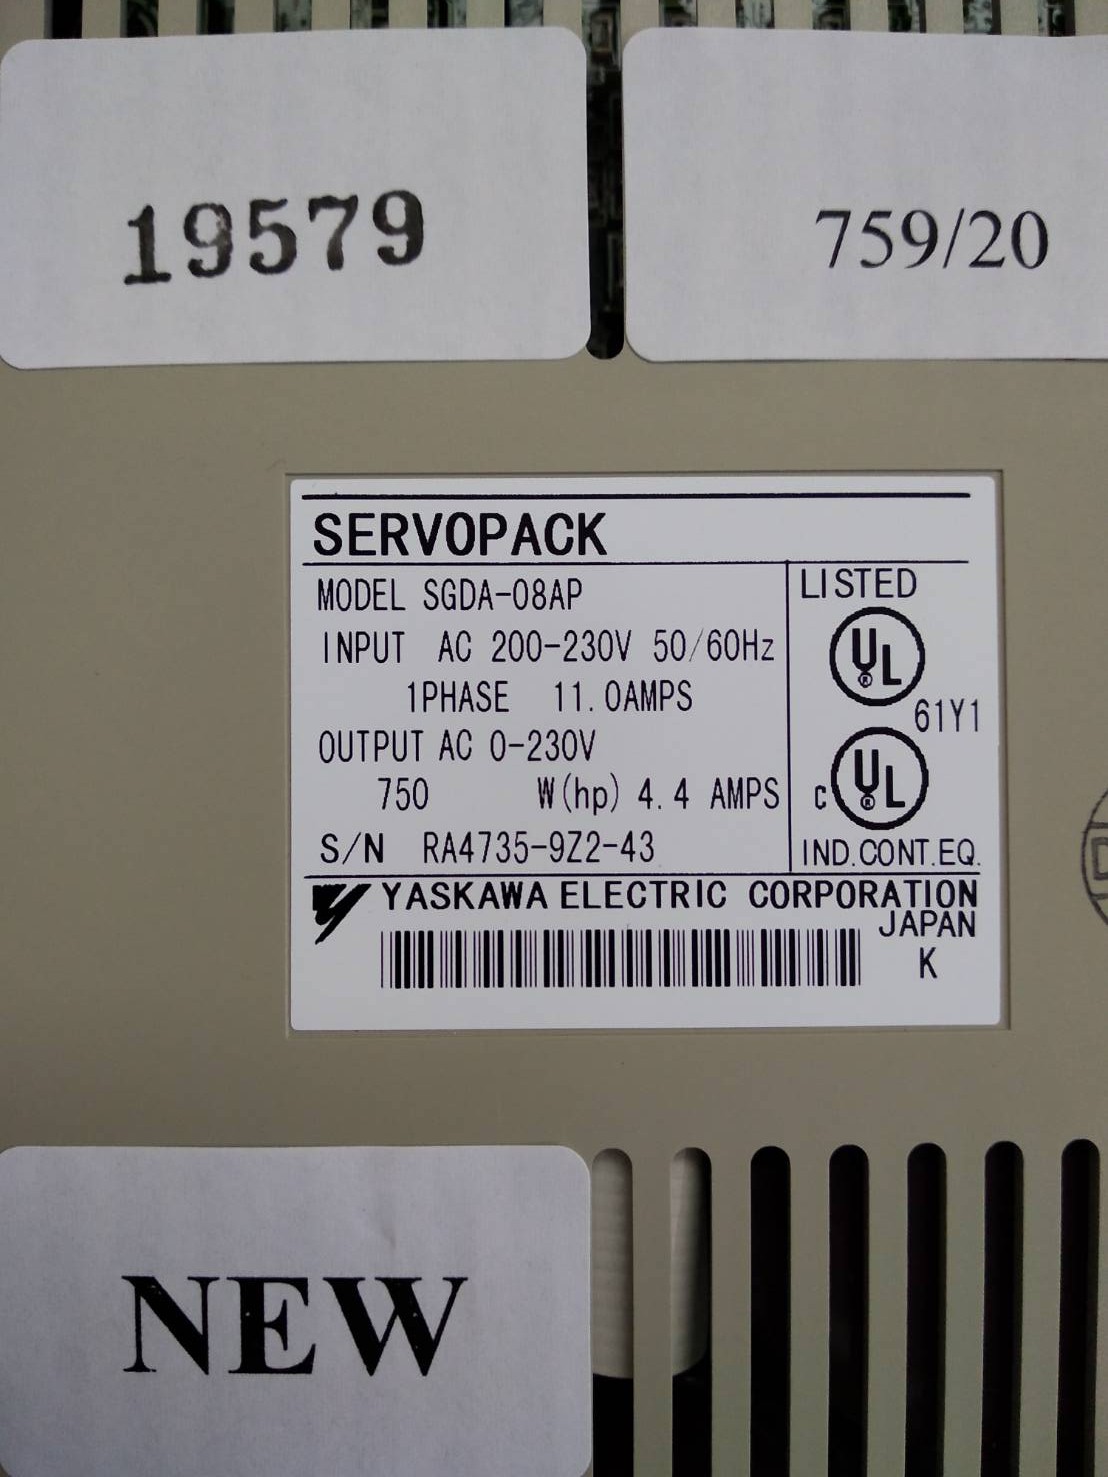 19579
759/20
SERVOPACK
MODEL SGDA-08AP
INPUT AC 200-230V 50/60Hz
1PHASE 11.0AMPS
OUTPUT AC 0-230V
750 W(hp) 4.4 AMPS
S/N RA4735-9Z2-43
LISTED
UL ®
61Y1
c UL ®
IND.CONT.EQ.
YASKAWA ELECTRIC CORPORATION
JAPAN
K
NEW